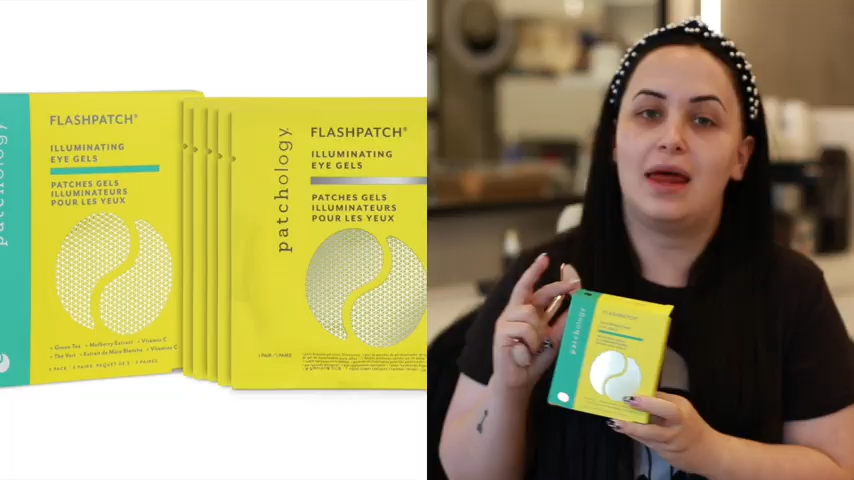 patchology
FLASHPATCH®
ILLUMINATING
EYE GELS
PATCHES GELS
ILLUMINATEURS
POUR LES YEUX
• Green Tea • Mulberry Extract • Vitamin C
• Thé Vert • Extrait de Mûre Blanche • Vitamine C
patchology
FLASHPATCH®
ILLUMINATING
EYE GELS
PATCHES GELS
ILLUMINATEURS
POUR LES YEUX
1 PAIR • 1 PAIRE
patchology
FLASHPATCH